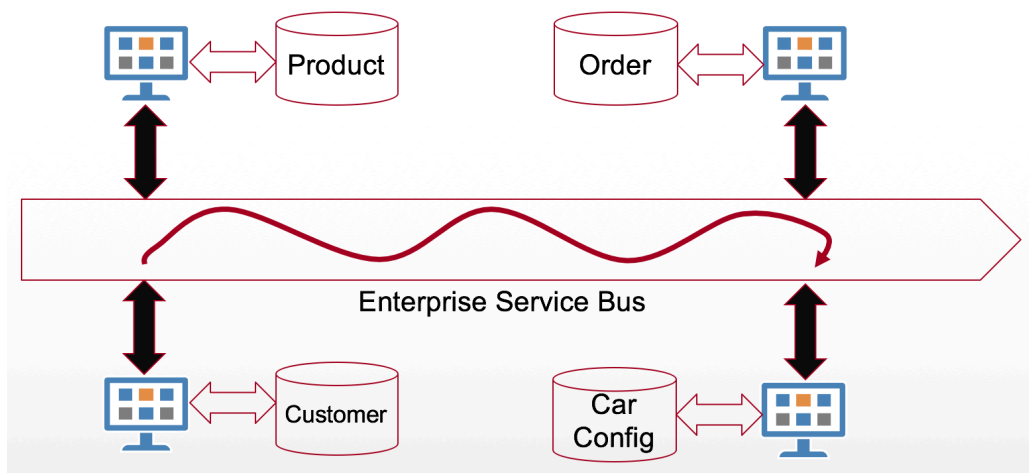 Product
Order
Enterprise Service Bus
Customer
Car
Config